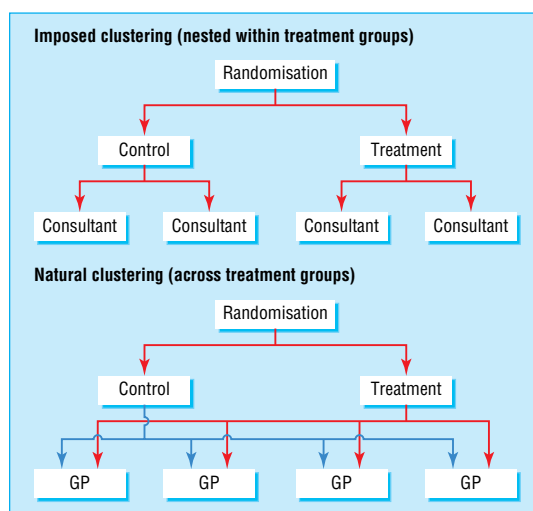 Imposed clustering (nested within treatment groups)
Randomisation
Control Treatment
Consultant Consultant Consultant Consultant
Natural clustering (across treatment groups)
Randomisation
Control Treatment
GP GP GP GP